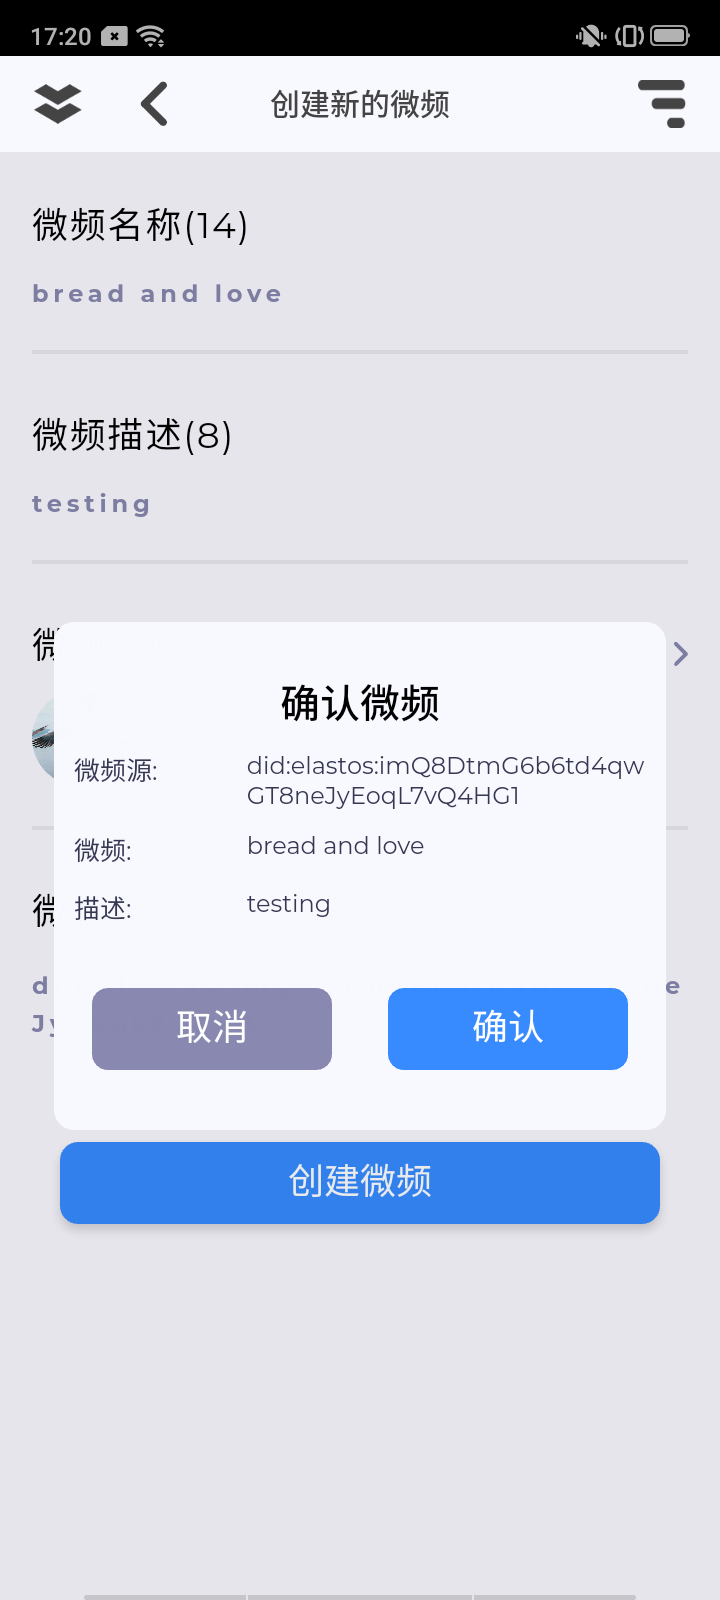 17:20
创建新的微频
微频名称(14)
bread and love
微频描述(8)
testing
微
确认微频
微频源: did:elastos:imQ8DtmG6b6td4qw
GT8neJyEoqL7vQ4HG1
微频: bread and love
描述: testing
微
d e
Jy
取消 确认
创建微频